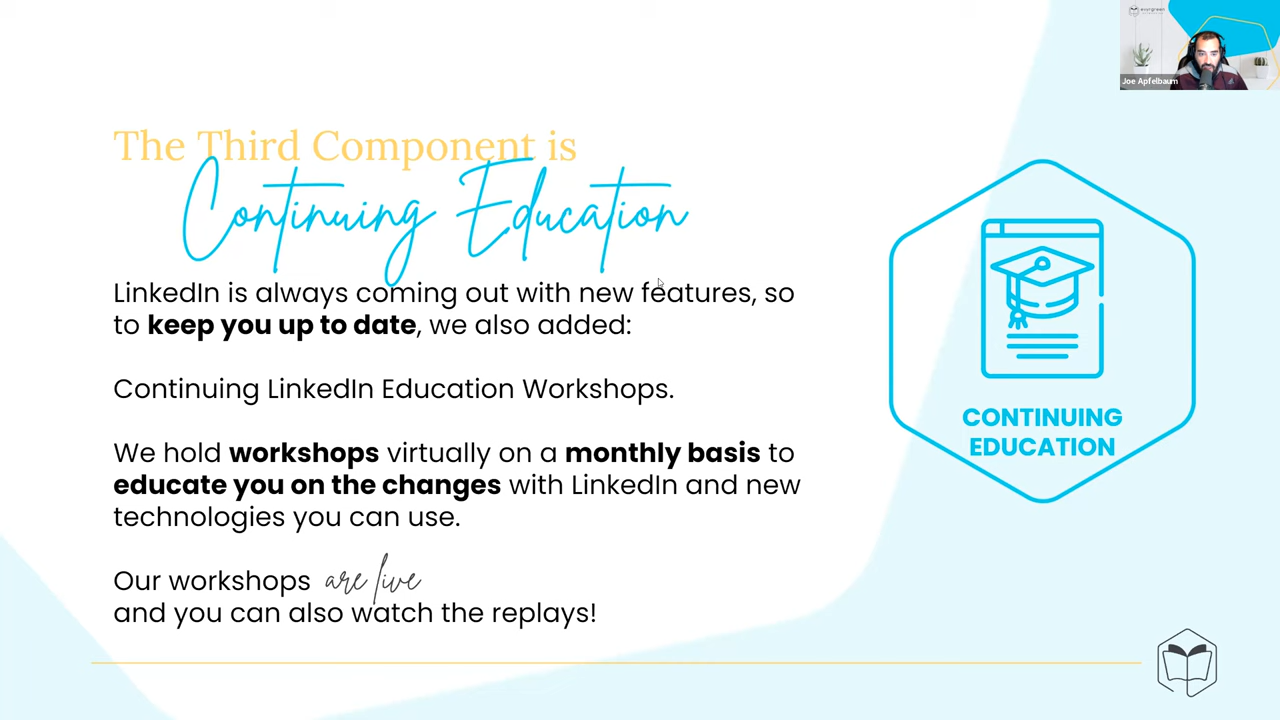 evyrgreen
Joe Apfelbaum
The Third Component is
Continuing Education
LinkedIn is always coming out with new features, so
to keep you up to date, we also added:
Continuing LinkedIn Education Workshops.
We hold workshops virtually on a monthly basis to
educate you on the changes with LinkedIn and new
technologies you can use.
Our workshops are live
and you can also watch the replays!
CONTINUING
EDUCATION